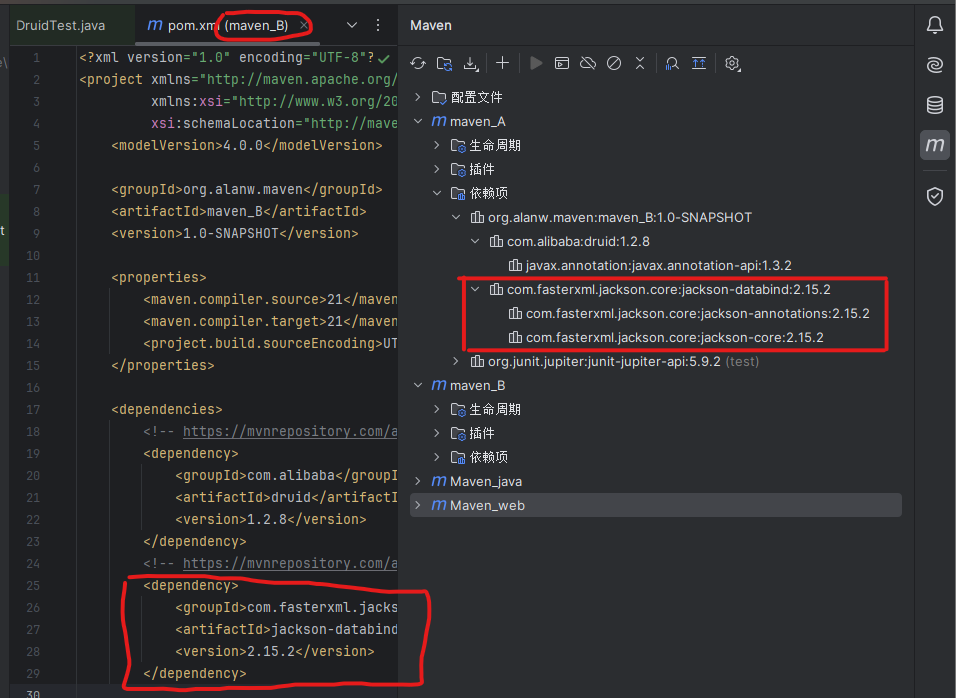 DruidTest.java
m pom.xm (maven_B)
1 <?xml version="1.0" encoding="UTF-8"?
2 <project xmlns="http://maven.apache.org/
3 xmlns:xsi="http://www.w3.org/20
4 xsi:schemaLocation="http://mave
5 <modelVersion>4.0.0</modelVersion>
6
7 <groupId>org.alanw.maven</groupId>
8 <artifactId>maven_B</artifactId>
9 <version>1.0-SNAPSHOT</version>
10
11 <properties>
12 <maven.compiler.source>21</maven
13 <maven.compiler.target>21</maven
14 <project.build.sourceEncoding>UT
15 </properties>
16
17 <dependencies>
18 <!-- https://mvnrepository.com/a
19 <dependency>
20 <groupId>com.alibaba</groupI
21 <artifactId>druid</artifactI
22 <version>1.2.8</version>
23 </dependency>
24 <!-- https://mvnrepository.com/a
25 <dependency>
26 <groupId>com.fasterxml.jacks
27 <artifactId>jackson-databind
28 <version>2.15.2</version>
29 </dependency>
30
Maven
配置文件
m maven_A
生命周期
插件
依赖项
org.alanw.maven:maven_B:1.0-SNAPSHOT
com.alibaba:druid:1.2.8
javax.annotation:javax.annotation-api:1.3.2
com.fasterxml.jackson.core:jackson-databind:2.15.2
com.fasterxml.jackson.core:jackson-annotations:2.15.2
com.fasterxml.jackson.core:jackson-core:2.15.2
org.junit.jupiter:junit-jupiter-api:5.9.2 (test)
m maven_B
生命周期
插件
依赖项
m Maven_java
m Maven_web
m